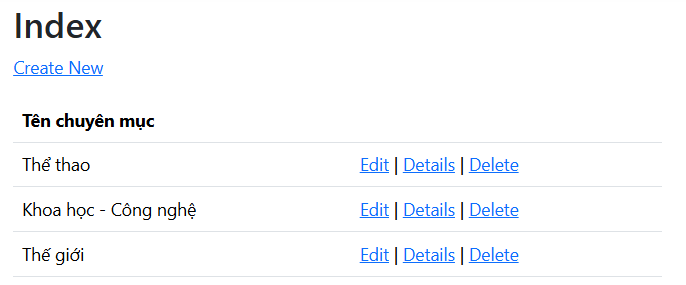 Index
Create New
Tên chuyên mục
Thể thao Edit | Details | Delete
Khoa học - Công nghệ Edit | Details | Delete
Thế giới Edit | Details | Delete